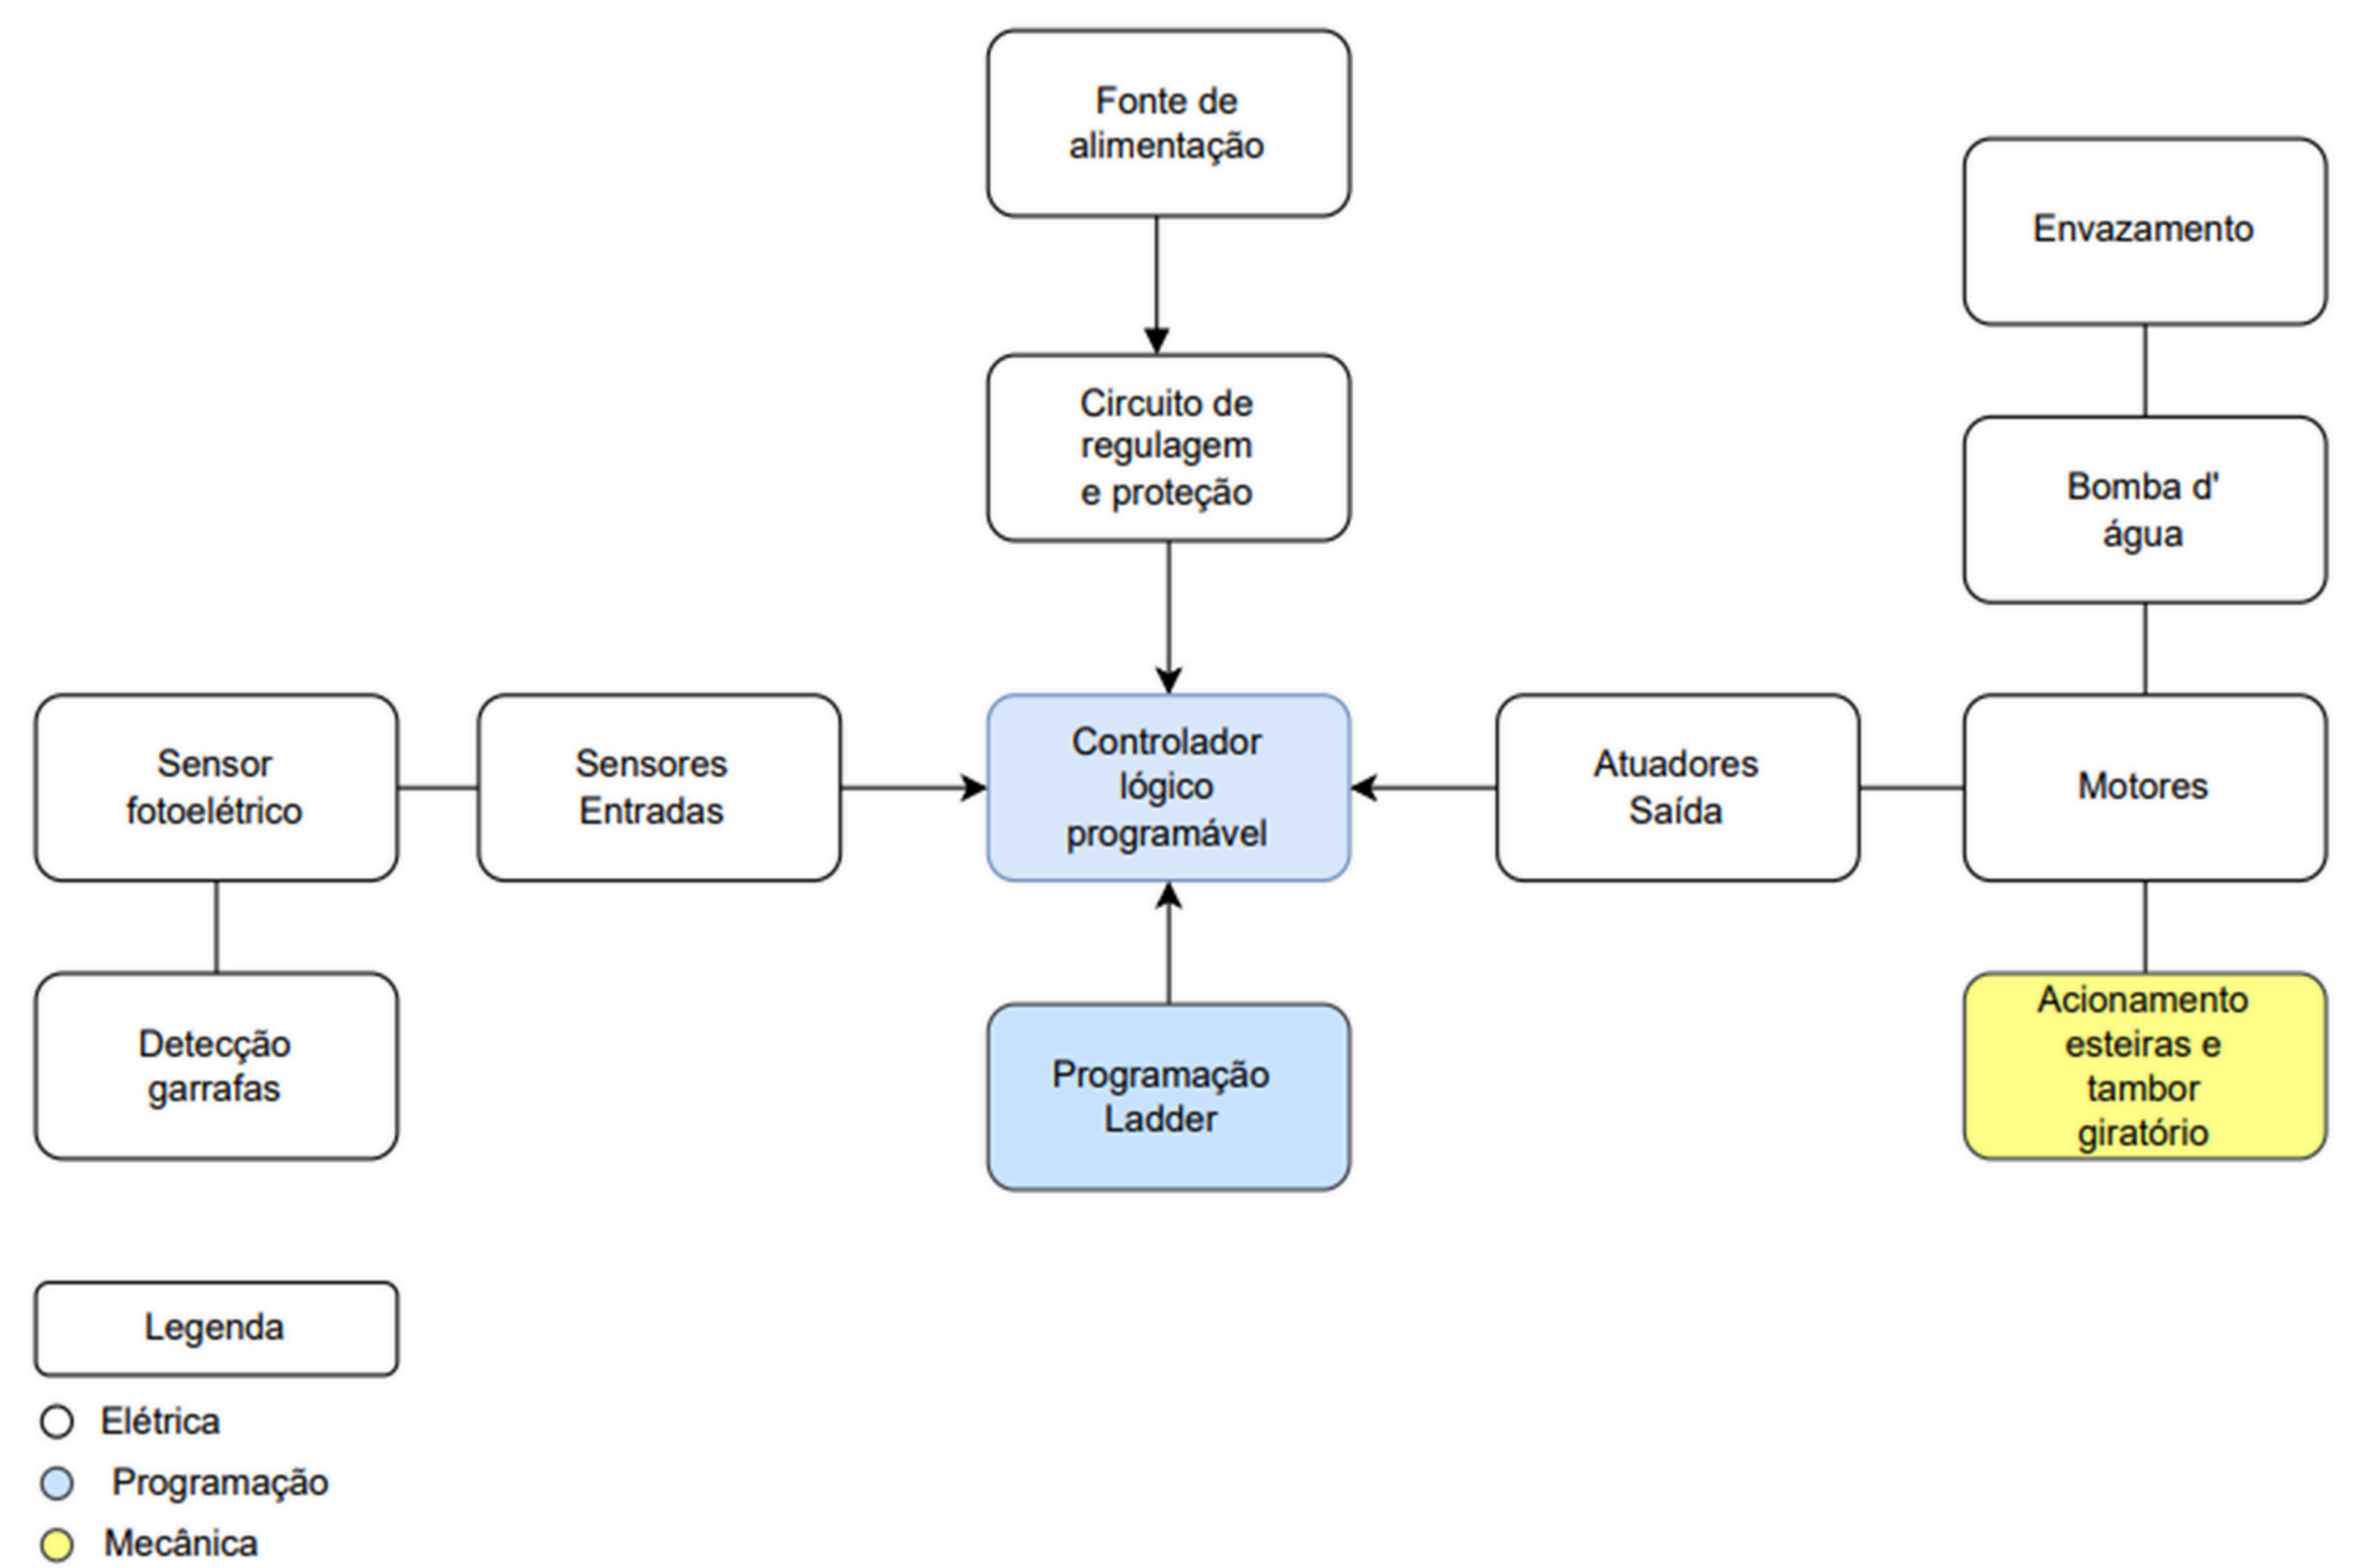 Fonte de
alimentação
Envazamento
Circuito de
regulagem
e proteção
Bomba d'
água
Sensor
fotoelétrico
Sensores
Entradas
Controlador
lógico
programável
Atuadores
Saída
Motores
Detecção
garrafas
Programação
Ladder
Acionamento
esteiras e
tambor
giratório
Legenda
Elétrica
Programação
Mecânica